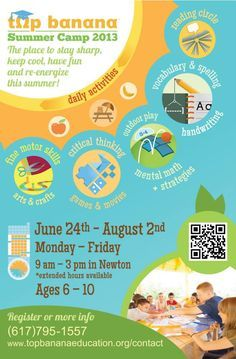 top banana
Summer Camp 2013
The place to stay sharp,
keep cool, have fun
and re-energize
this summer!
daily activities
reading circle
vocabulary & spelling
Ac
handwriting
outdoor play
mental math
+ strategies
critical thinking
games & movies
fine motor skills
arts & crafts
June 24th - August 2nd
Monday - Friday
9 am - 3 pm in Newton
*extended hours available
Ages 6 - 10
Register or more info
(617)795-1557
www.topbananaeducation.org/contact